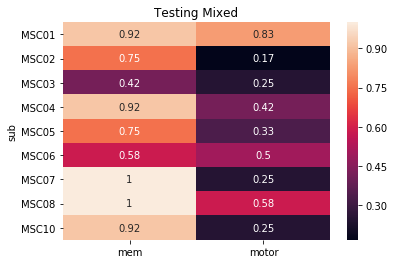 Testing Mixed
MSC01 0.92 0.83
MSC02 0.75 0.17
MSC03 0.42 0.25
MSC04 0.92 0.42
MSC05 0.75 0.33
MSC06 0.58 0.5
MSC07 1 0.25
MSC08 1 0.58
MSC10 0.92 0.25
sub
mem motor
0.90
0.75
0.60
0.45
0.30